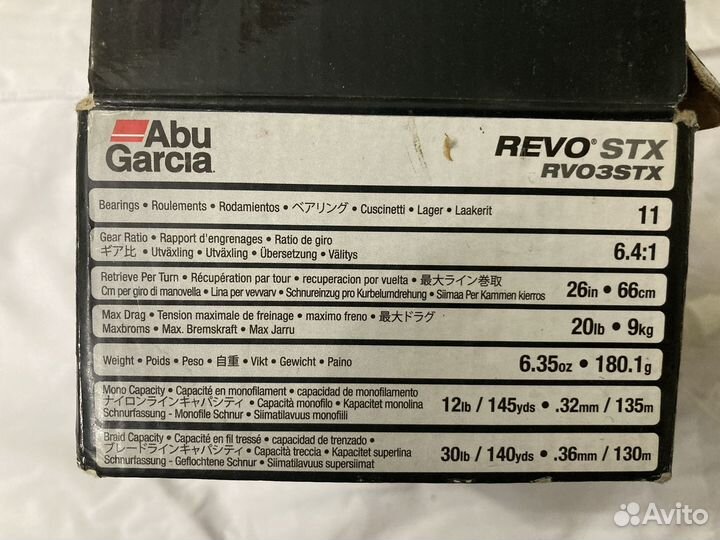 Abu
Garcia
REVO® STX
RVO3STX
Bearings • Roulements • Rodamientos • ベアリング • Cuscinetti • Lager • Laakerit
11
Gear Ratio • Rapport d'engrenages • Ratio de giro
ギア比 • Utväxling • Utväxling • Übersetzung • Välitys
6.4:1
Retrieve Per Turn • Récupération par tour • recuperacion por vuelta • 最大ライン巻取
Cm per giro di manovella • Lina per vevvarv • Schnureinzug pro Kurbelumdrehung • Siimaa Per Kammen kierros
26in • 66cm
Max Drag • Tension maximale de freinage • maximo freno • 最大ドラグ
Maxbroms • Max. Bremskraft • Max Jarru
20lb • 9kg
Weight • Poids • Peso • 自重 • Vikt • Gewicht • Paino
6.35oz • 180.1g
Mono Capacity • Capacité en monofilament • capacidad de monofilamento
ナイロンラインキャパシティ • Capacità monofilo • Kapacitet monolina
Schnurfassung - Monofile Schnur • Siimatilavuus monofiili
12lb / 145yds • .32mm / 135m
Braid Capacity • Capacité en fil tressé • capacidad de trenzado •
ブレードラインキャパシティ • Capacità treccia • Kapacitet superlina
Schnurfassung - Geflochtene Schnur • Siimatilavuus supersiimat
30lb / 140yds • .36mm / 130m
Avito